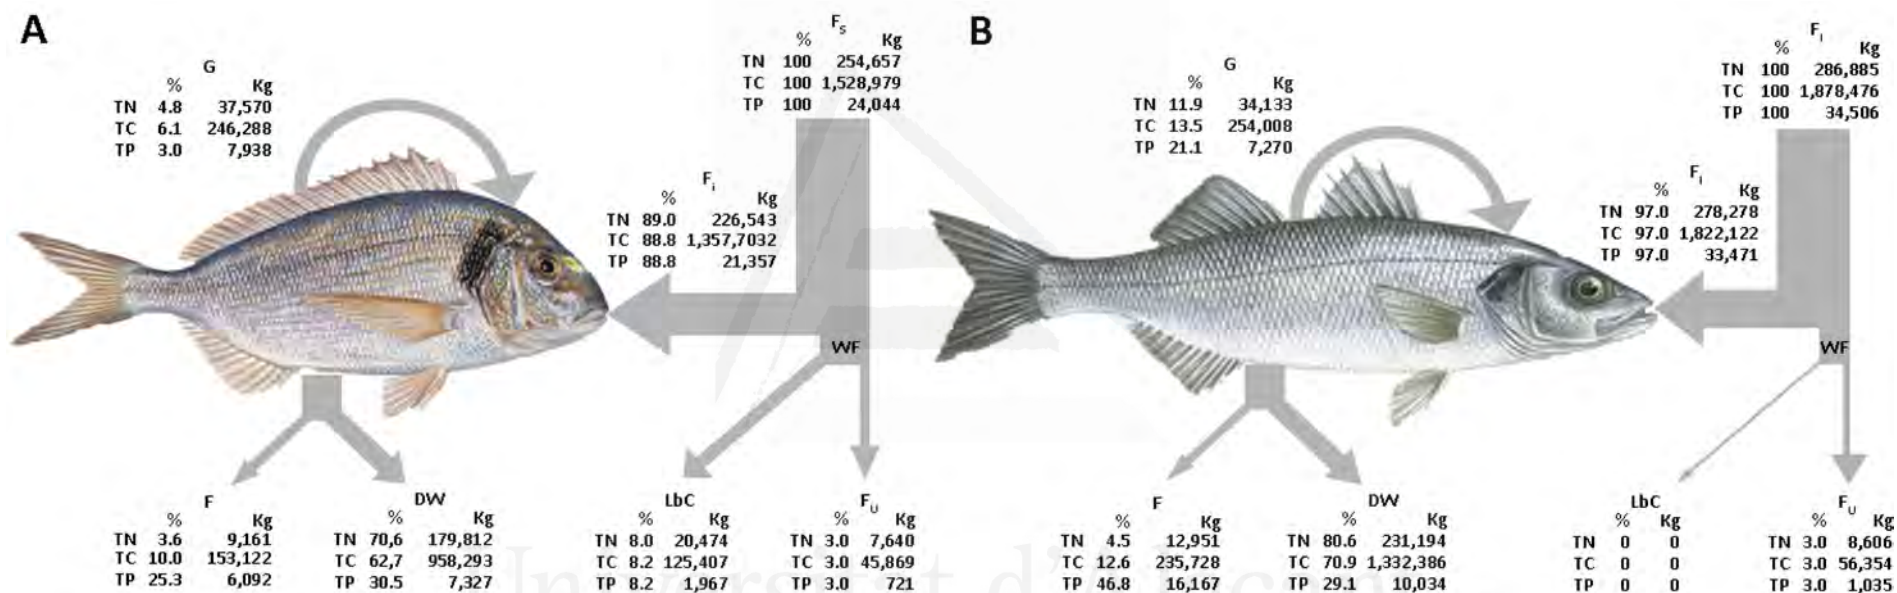 A
G
% Kg
TN 4.8 37,570
TC 6.1 246,288
TP 3.0 7,938
F_S
% Kg
TN 100 254,657
TC 100 1,528,979
TP 100 24,044
F_i
% Kg
TN 89.0 226,543
TC 88.8 1,357,7032
TP 88.8 21,357
WF
F
% Kg
TN 3.6 9,161
TC 10.0 153,122
TP 25.3 6,092
DW
% Kg
TN 70,6 179,812
TC 62,7 958,293
TP 30.5 7,327
LbC
% Kg
TN 8.0 20,474
TC 8.2 125,407
TP 8.2 1,967
F_U
% Kg
TN 3.0 7,640
TC 3.0 45,869
TP 3.0 721
B
G
% Kg
TN 11.9 34,133
TC 13.5 254,008
TP 21.1 7,270
F_I
% Kg
TN 100 286,885
TC 100 1,878,476
TP 100 34,506
F_I
% Kg
TN 97.0 278,278
TC 97.0 1,822,122
TP 97.0 33,471
WF
F
% Kg
TN 4.5 12,951
TC 12.6 235,728
TP 46.8 16,167
DW
% Kg
TN 80.6 231,194
TC 70.9 1,332,386
TP 29.1 10,034
LbC
% Kg
TN 0 0
TC 0 0
TP 0 0
F_U
% Kg
TN 3.0 8,606
TC 3.0 56,354
TP 3.0 1,035
Universitat d'Alacant